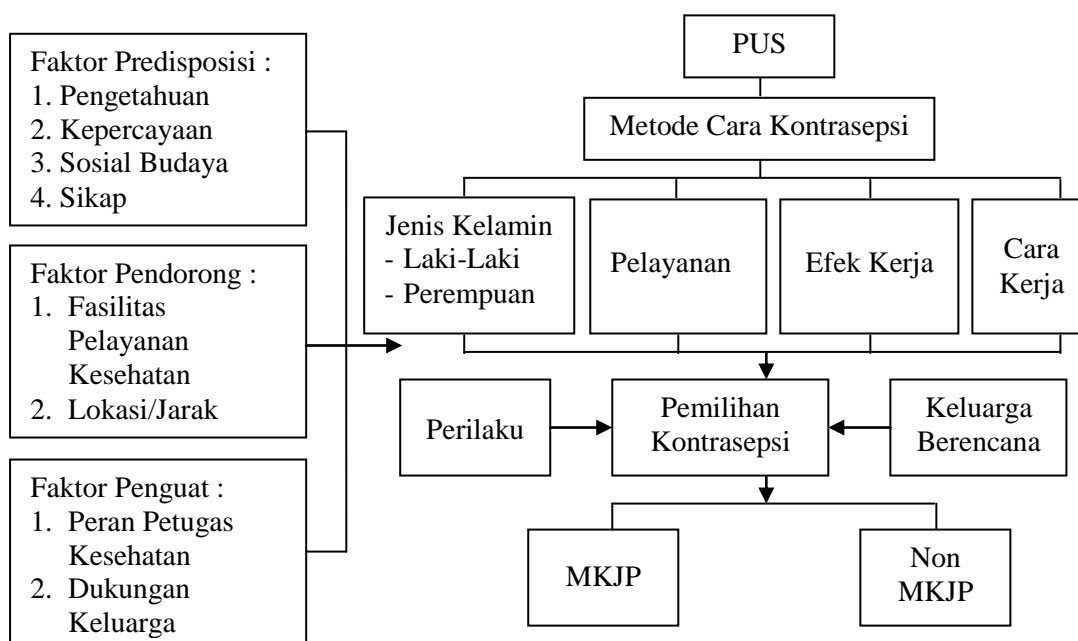 Faktor Predisposisi :
1. Pengetahuan
2. Kepercayaan
3. Sosial Budaya
4. Sikap
Faktor Pendorong :
1. Fasilitas
Pelayanan
Kesehatan
2. Lokasi/Jarak
Faktor Penguat :
1. Peran Petugas
Kesehatan
2. Dukungan
Keluarga
PUS
Metode Cara Kontrasepsi
Jenis Kelamin
- Laki-Laki
- Perempuan
Pelayanan
Efek Kerja
Cara
Kerja
Perilaku
Pemilihan
Kontrasepsi
Keluarga
Berencana
MKJP
Non
MKJP